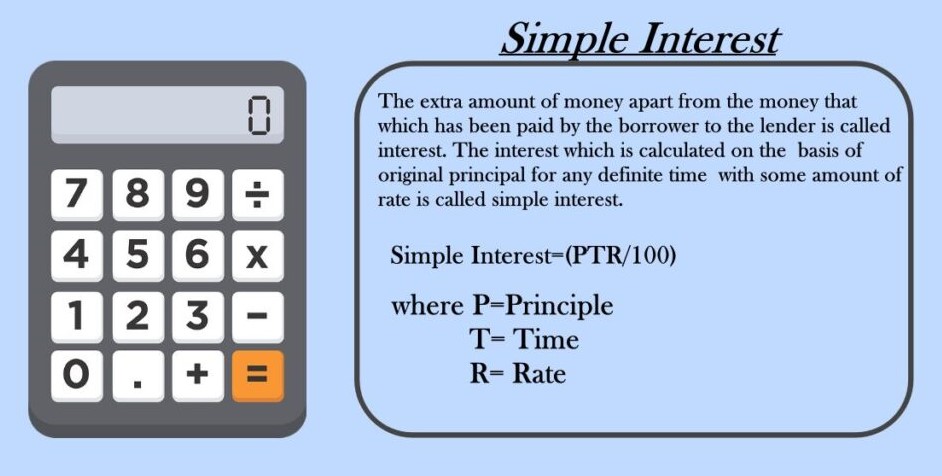 Simple Interest
0
7 8 9 ÷
4 5 6 x
1 2 3 -
0 . + =
The extra amount of money apart from the money that
which has been paid by the borrower to the lender is called
interest. The interest which is calculated on the basis of
original principal for any definite time with some amount of
rate is called simple interest.
Simple Interest=(PTR/100)
where P=Principle
T= Time
R= Rate